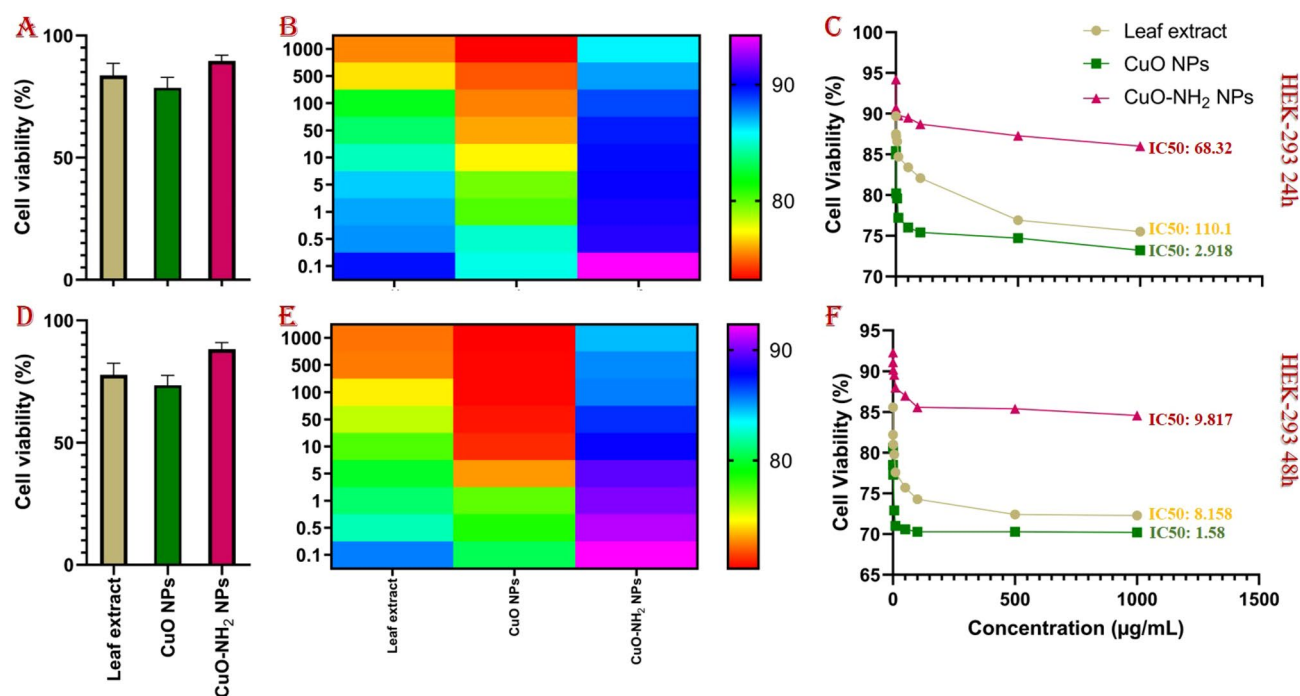 A
Cell viability (%)
100
50
0
B
1000
500
100
50
10
5
1
0.5
0.1
90
80
C
Cell Viability (%)
95
90
85
80
75
70
Leaf extract
CuO NPs
CuO-NH₂ NPs
IC50: 68.32
IC50: 110.1
IC50: 2.918
HEK-293 24h
D
Cell viability (%)
100
50
0
Leaf extract
CuO NPs
CuO-NH₂ NPs
E
1000
500
100
50
10
5
1
0.5
0.1
Leaf extract
CuO NPs
CuO-NH₂ NPs
90
80
F
Cell Viability (%)
95
90
85
80
75
70
65
IC50: 9.817
IC50: 8.158
IC50: 1.58
0 500 1000 1500
Concentration (µg/mL)
HEK-293 48h